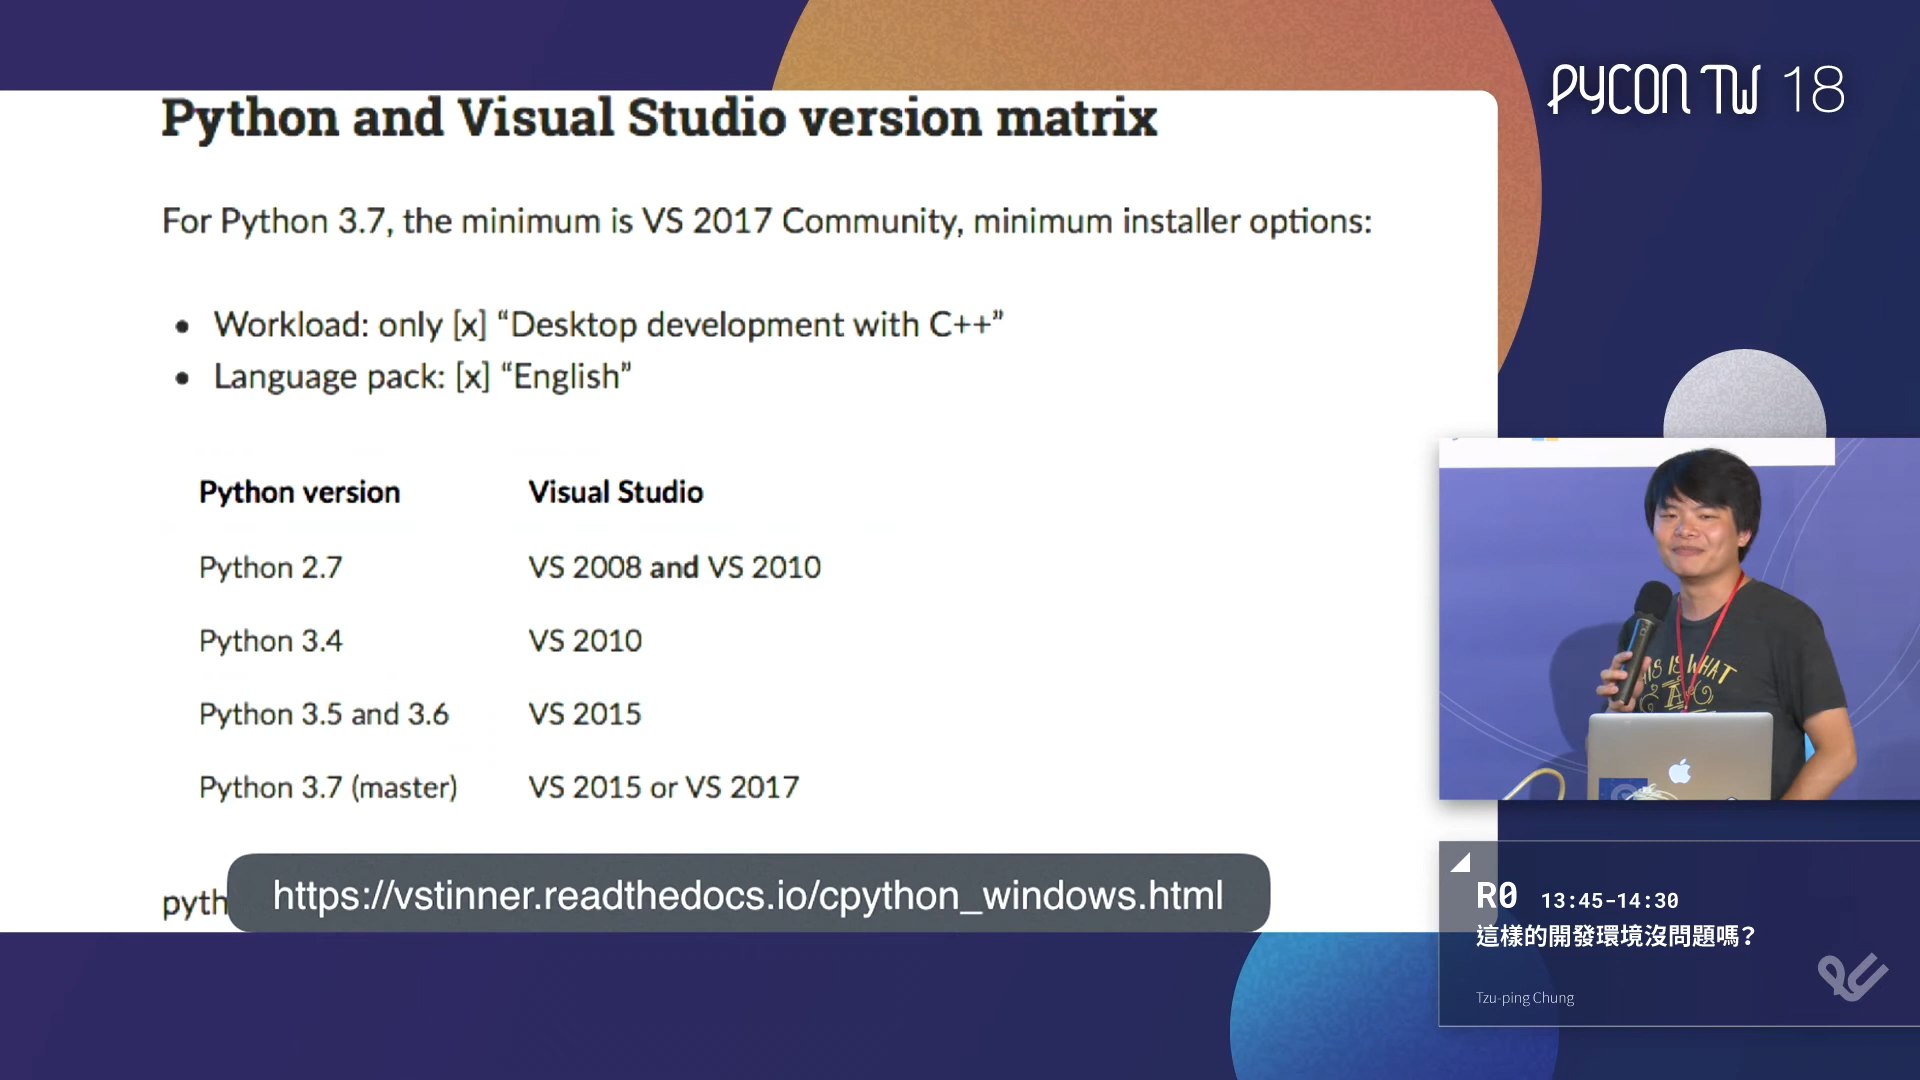 PYCON TW 18
Python and Visual Studio version matrix
For Python 3.7, the minimum is VS 2017 Community, minimum installer options:
• Workload: only [x] “Desktop development with C++”
• Language pack: [x] “English”
Python version Visual Studio
Python 2.7 VS 2008 and VS 2010
Python 3.4 VS 2010
Python 3.5 and 3.6 VS 2015
Python 3.7 (master) VS 2015 or VS 2017
pyth
https://vstinner.readthedocs.io/cpython_windows.html
IS IS WHAT
A
R0 13:45-14:30
這樣的開發環境沒問題嗎?
Tzu-ping Chung